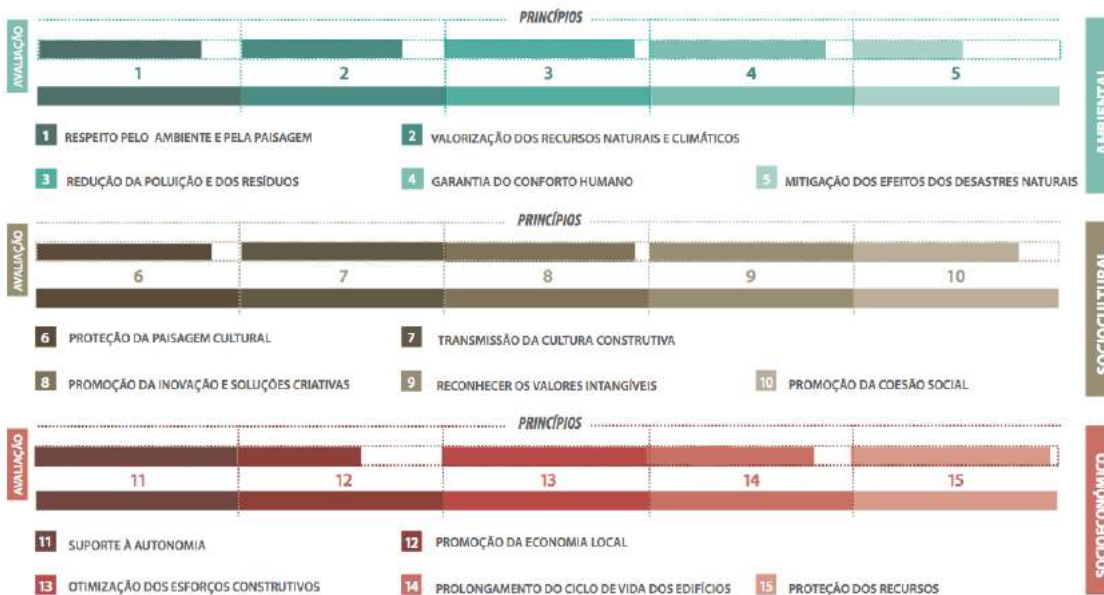 PRINCÍPIOS
AVALIAÇÃO
1 2 3 4 5
AMBIENTAL
1 RESPEITO PELO AMBIENTE E PELA PAISAGEM
2 VALORIZAÇÃO DOS RECURSOS NATURAIS E CLIMÁTICOS
3 REDUÇÃO DA POLUIÇÃO E DOS RESÍDUOS
4 GARANTIA DO CONFORTO HUMANO
5 MITIGAÇÃO DOS EFEITOS DOS DESASTRES NATURAIS
PRINCÍPIOS
AVALIAÇÃO
6 7 8 9 10
SOCIOCULTURAL
6 PROTEÇÃO DA PAISAGEM CULTURAL
7 TRANSMISSÃO DA CULTURA CONSTRUTIVA
8 PROMOÇÃO DA INOVAÇÃO E SOLUÇÕES CRIATIVAS
9 RECONHECER OS VALORES INTANGÍVEIS
10 PROMOÇÃO DA COESÃO SOCIAL
PRINCÍPIOS
AVALIAÇÃO
11 12 13 14 15
SOCIOECONÓMICO
11 SUPORTE À AUTONOMIA
12 PROMOÇÃO DA ECONOMIA LOCAL
13 OTIMIZAÇÃO DOS ESFORÇOS CONSTRUTIVOS
14 PROLONGAMENTO DO CICLO DE VIDA DOS EDIFÍCIOS
15 PROTEÇÃO DOS RECURSOS